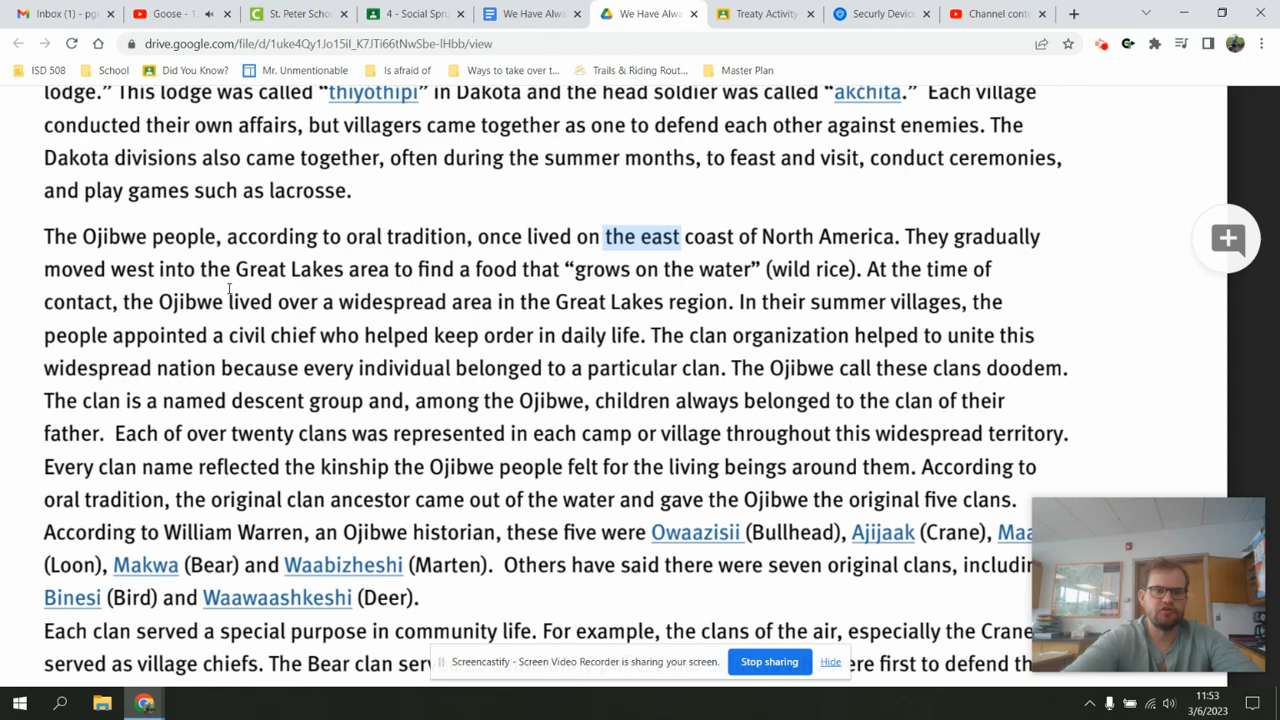 Inbox (1) - pg
Goose - 1
St. Peter Schoo
4 - Social Spru
We Have Alwa
We Have Alwa
Treaty Activity
Securly Device
Channel conte
drive.google.com/file/d/1uke4Qy1Jo15iI_K7JTi66tNwSbe-lHbb/view
ISD 508
School
Did You Know?
Mr. Unmentionable
Is afraid of
Ways to take over t...
Trails & Riding Rout...
Master Plan
lodge.” This lodge was called “thiyóthipi” in Dakota and the head soldier was called “akchita.” Each village
conducted their own affairs, but villagers came together as one to defend each other against enemies. The
Dakota divisions also came together, often during the summer months, to feast and visit, conduct ceremonies,
and play games such as lacrosse.
The Ojibwe people, according to oral tradition, once lived on the east coast of North America. They gradually
moved west into the Great Lakes area to find a food that “grows on the water” (wild rice). At the time of
contact, the Ojibwe lived over a widespread area in the Great Lakes region. In their summer villages, the
people appointed a civil chief who helped keep order in daily life. The clan organization helped to unite this
widespread nation because every individual belonged to a particular clan. The Ojibwe call these clans doodem.
The clan is a named descent group and, among the Ojibwe, children always belonged to the clan of their
father. Each of over twenty clans was represented in each camp or village throughout this widespread territory.
Every clan name reflected the kinship the Ojibwe people felt for the living beings around them. According to
oral tradition, the original clan ancestor came out of the water and gave the Ojibwe the original five clans.
According to William Warren, an Ojibwe historian, these five were Owaazisii (Bullhead), Ajijaak (Crane), Maa
(Loon), Makwa (Bear) and Waabizheshi (Marten). Others have said there were seven original clans, includin
Binesi (Bird) and Waawaashkeshi (Deer).
Each clan served a special purpose in community life. For example, the clans of the air, especially the Crane
served as village chiefs. The Bear clan serv
ere first to defend th
Screencastify - Screen Video Recorder is sharing your screen.
Stop sharing
Hide
11:53
3/6/2023